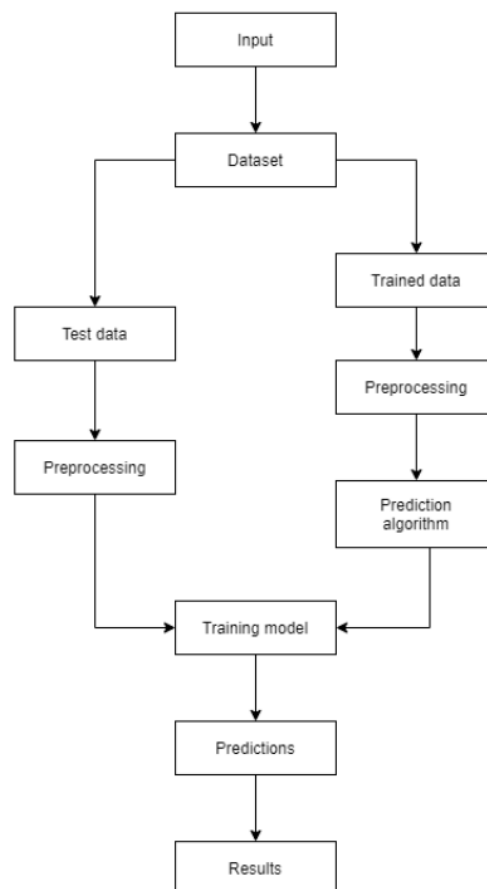 Input
Dataset
Trained data
Test data
Preprocessing
Preprocessing
Prediction
algorithm
Training model
Predictions
Results